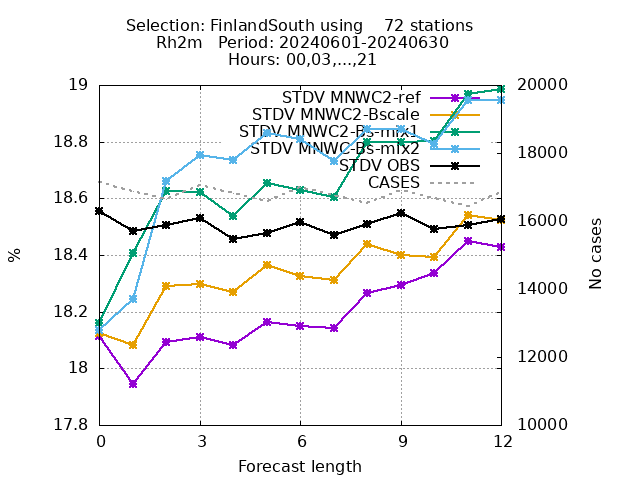 Selection: FinlandSouth using    72 stations
Rh2m   Period: 20240601-20240630
Hours: 00,03,...,21
19
18.8
18.6
18.4
18.2
18
17.8
%
STDV MNWC2-ref
STDV MNWC2-Bscale
STDV MNWC2-Bs-mix1
STDV MNWC-Bs-mix2
STDV OBS
CASES
20000
18000
16000
14000
12000
10000
No cases
0 3 6 9 12
Forecast length